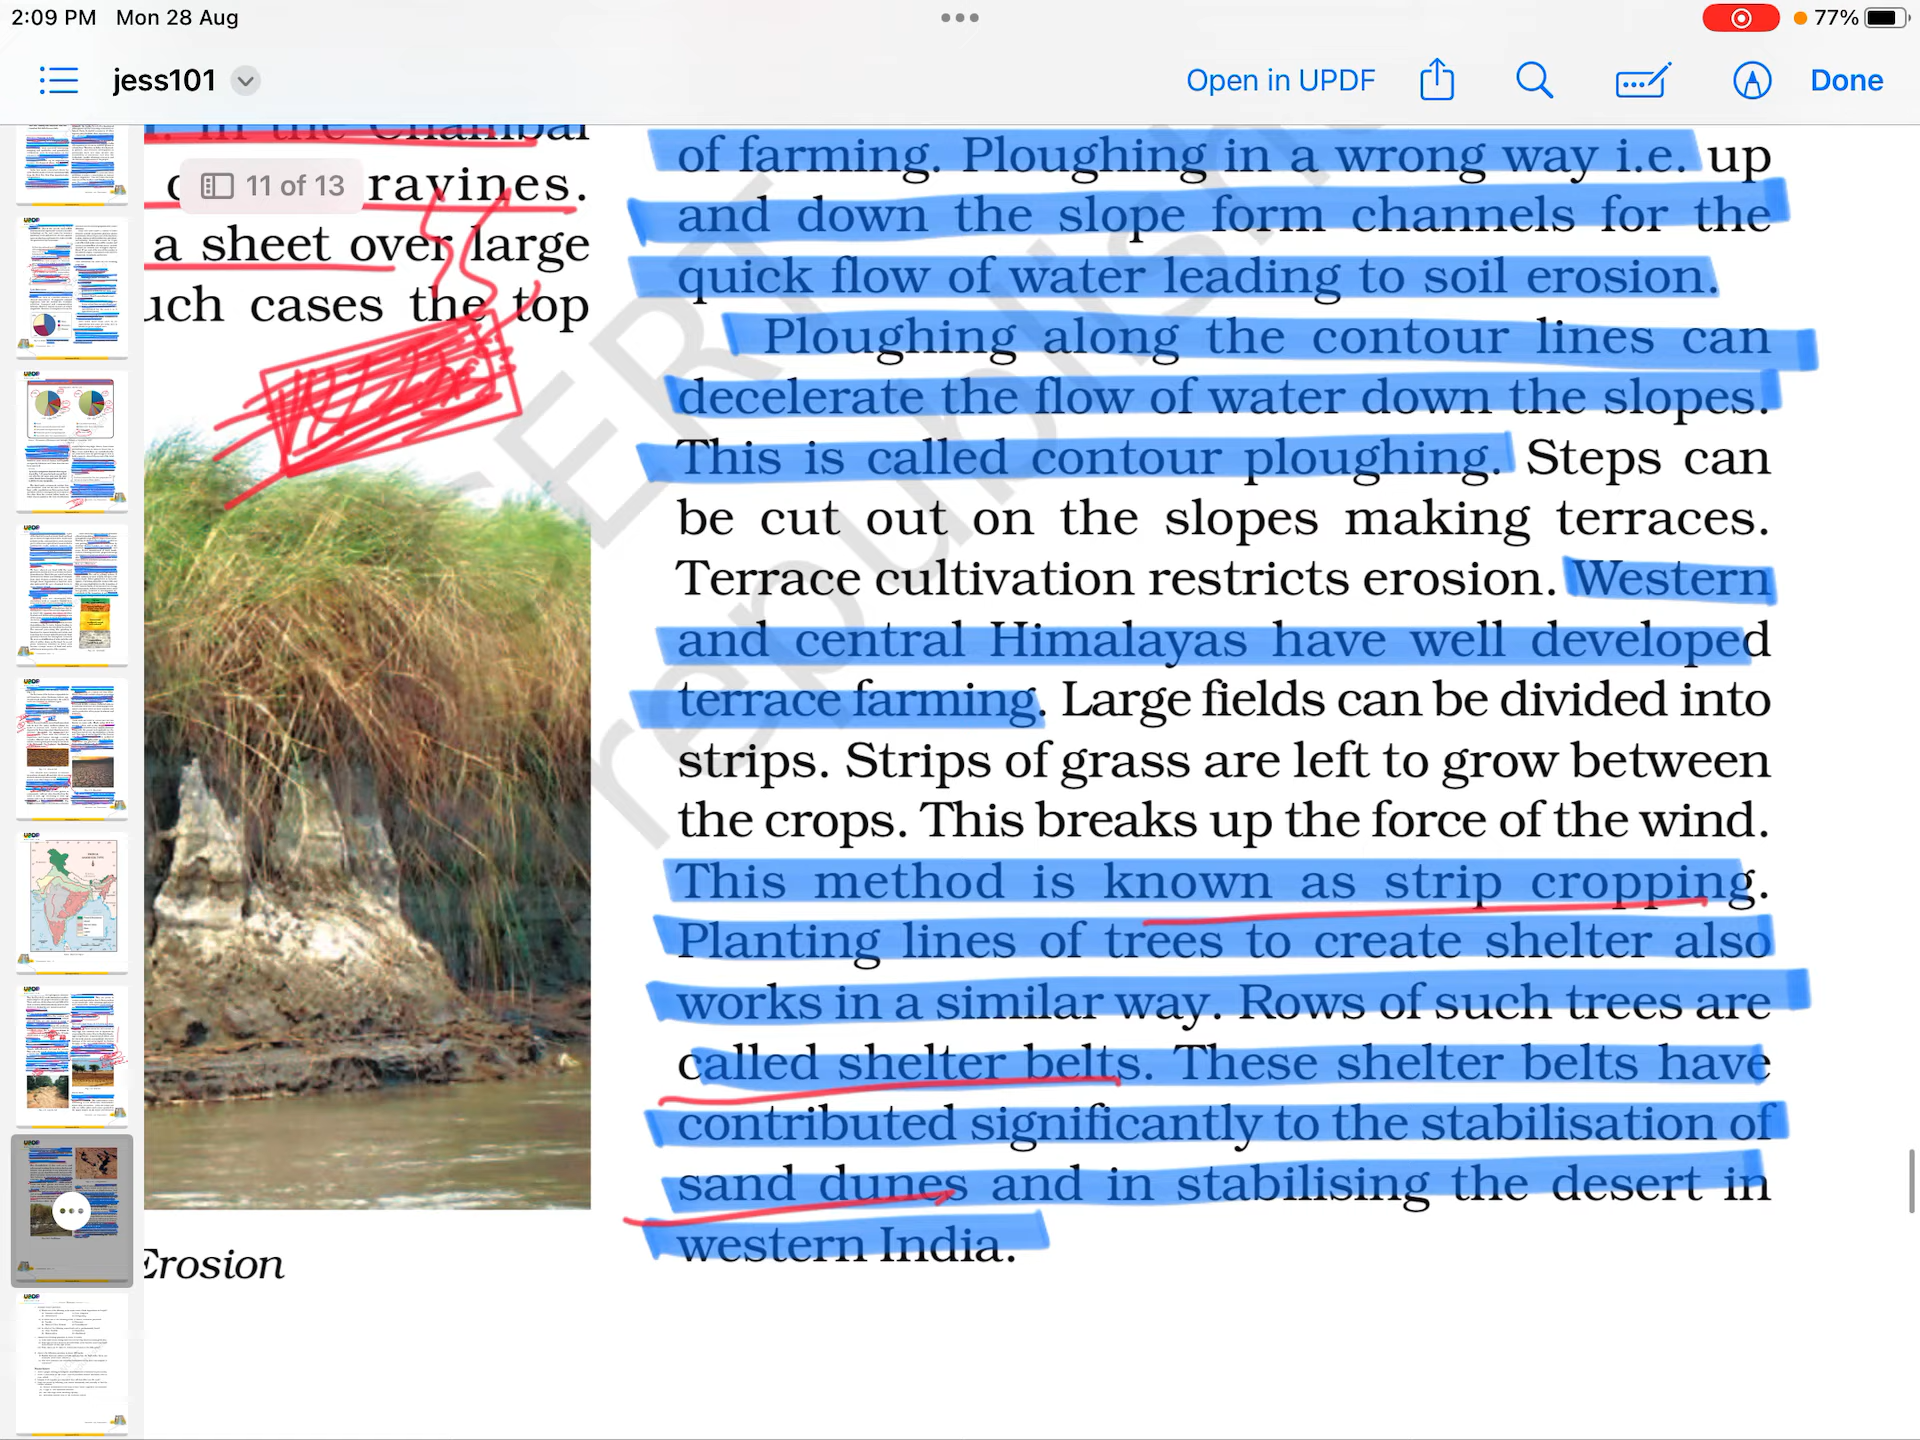 2:09 PM Mon 28 Aug
77%
jess101
Open in UPDF
Done
11 of 13
. In the Chambal
ravines.
a sheet over large
uch cases the top
Erosion
of farming. Ploughing in a wrong way i.e. up
and down the slope form channels for the
quick flow of water leading to soil erosion.
Ploughing along the contour lines can
decelerate the flow of water down the slopes.
This is called contour ploughing. Steps can
be cut out on the slopes making terraces.
Terrace cultivation restricts erosion. Western
and central Himalayas have well developed
terrace farming. Large fields can be divided into
strips. Strips of grass are left to grow between
the crops. This breaks up the force of the wind.
This method is known as strip cropping.
Planting lines of trees to create shelter also
works in a similar way. Rows of such trees are
called shelter belts. These shelter belts have
contributed significantly to the stabilisation of
sand dunes and in stabilising the desert in
western India.